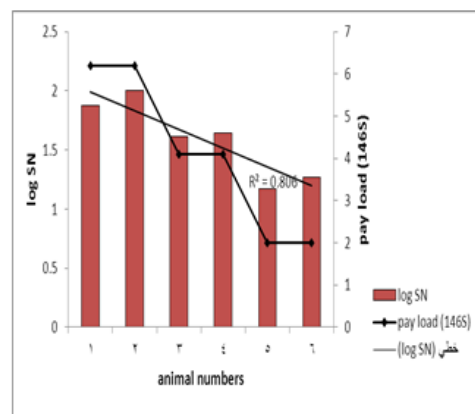 log SN
2.5
2
1.5
1
0.5
0
pay load (146S)
7
6
5
4
3
2
1
0
R² = 0.806
١ ٢ ٣ ٤ ٥ ٦
animal numbers
log SN
pay load (146S)
خطي (log SN)